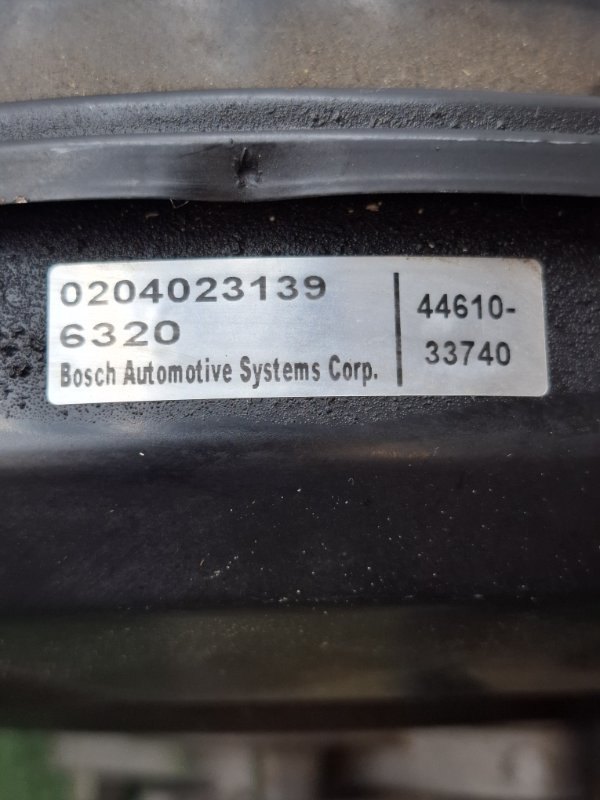 0204023139
6320
Bosch Automotive Systems Corp.
44610-
33740